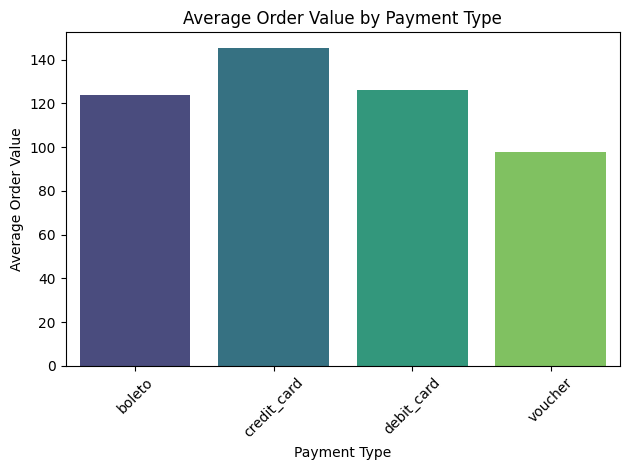 Average Order Value by Payment Type
Average Order Value
140
120
100
80
60
40
20
0
boleto
credit_card
debit_card
voucher
Payment Type